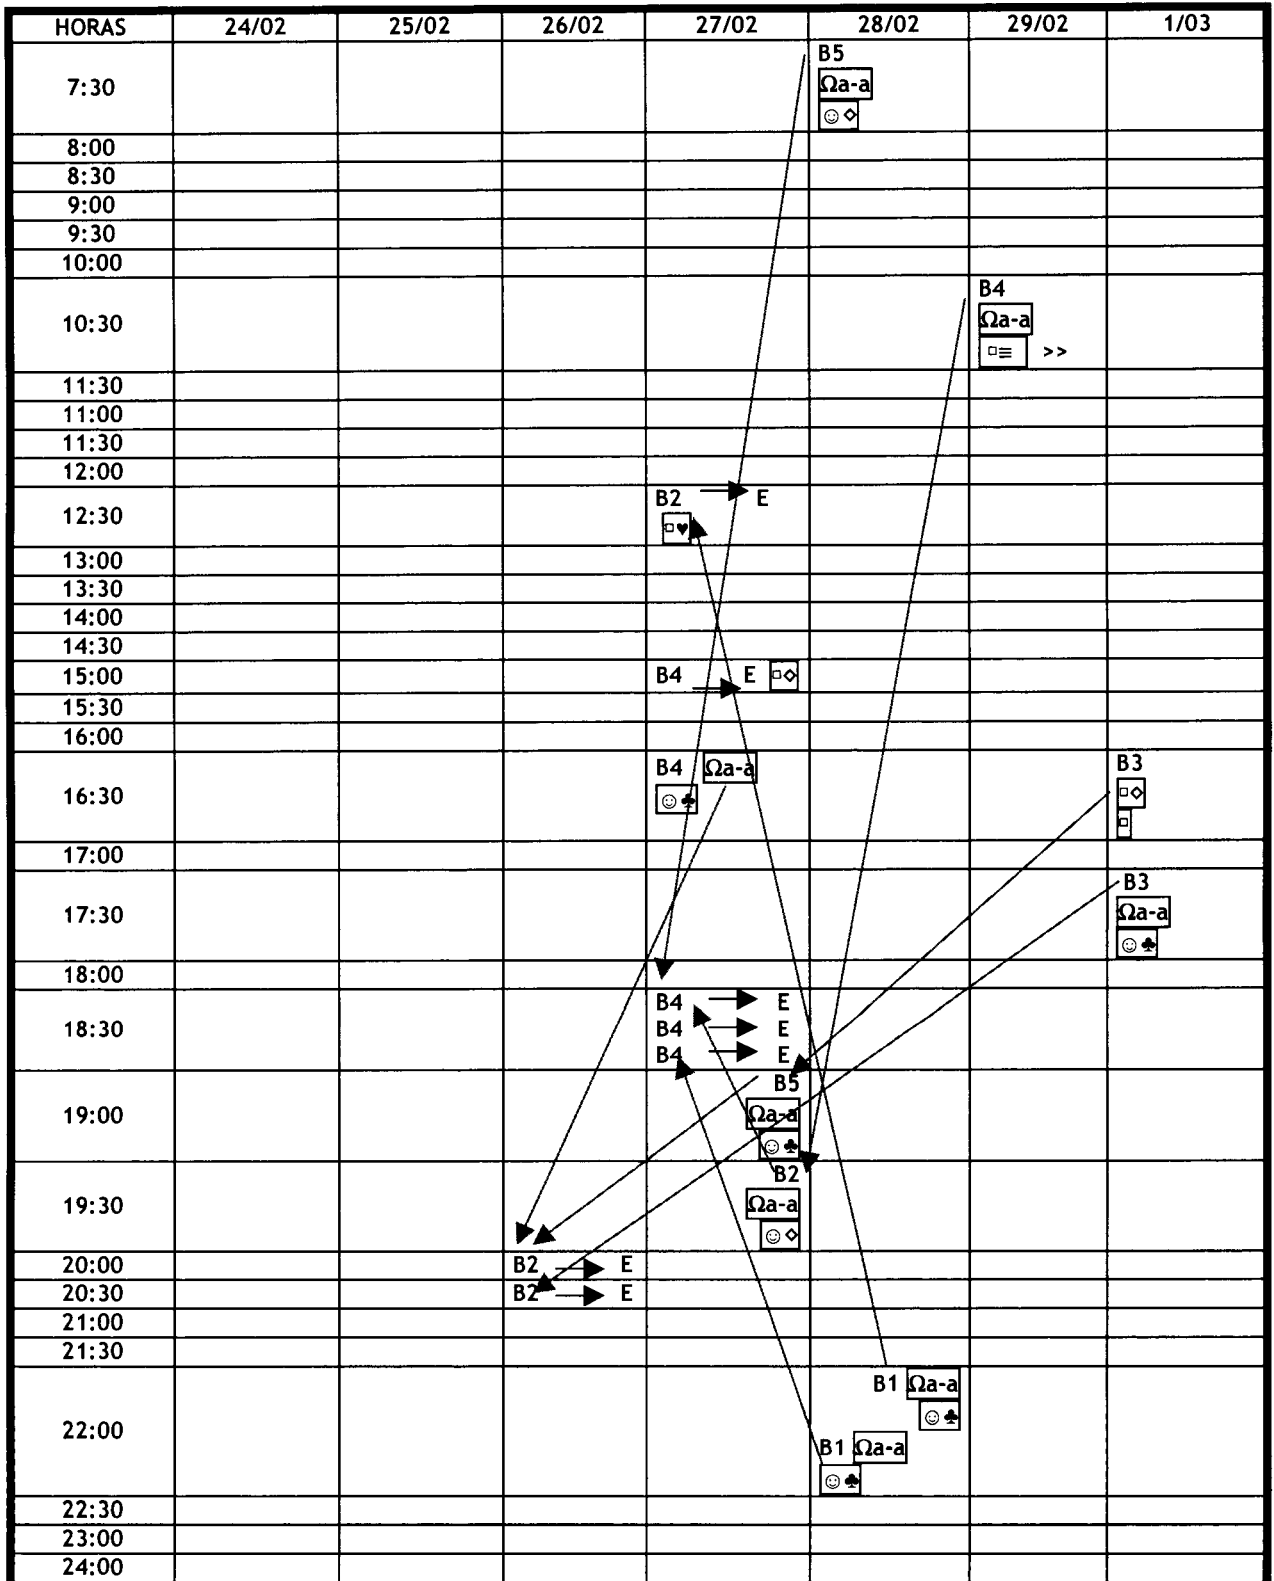 HORAS 24/02 25/02 26/02 27/02 28/02 29/02 1/03
7:30 B5
Ωa-a
☺ ◇
8:00
8:30
9:00
9:30
10:00
10:30 B4
Ωa-a
□≡ >>
11:30
11:00
11:30
12:00
12:30 B2 → E
□♥
13:00
13:30
14:00
14:30
15:00 B4 → E □◇
15:30
16:00
16:30 B4 Ωa-a B3
☺ ♣ □◇
□
17:00
17:30 B3
Ωa-a
☺ ♣
18:00
18:30 B4 → E
B4 → E
B4 → E
19:00 B5
Ωa-a
☺ ♣
19:30 B2
Ωa-a
☺ ◇
20:00 B2 → E
20:30 B2 → E
21:00
21:30
22:00 B1 Ωa-a
☺ ♣
B1 Ωa-a
☺ ♣
22:30
23:00
24:00